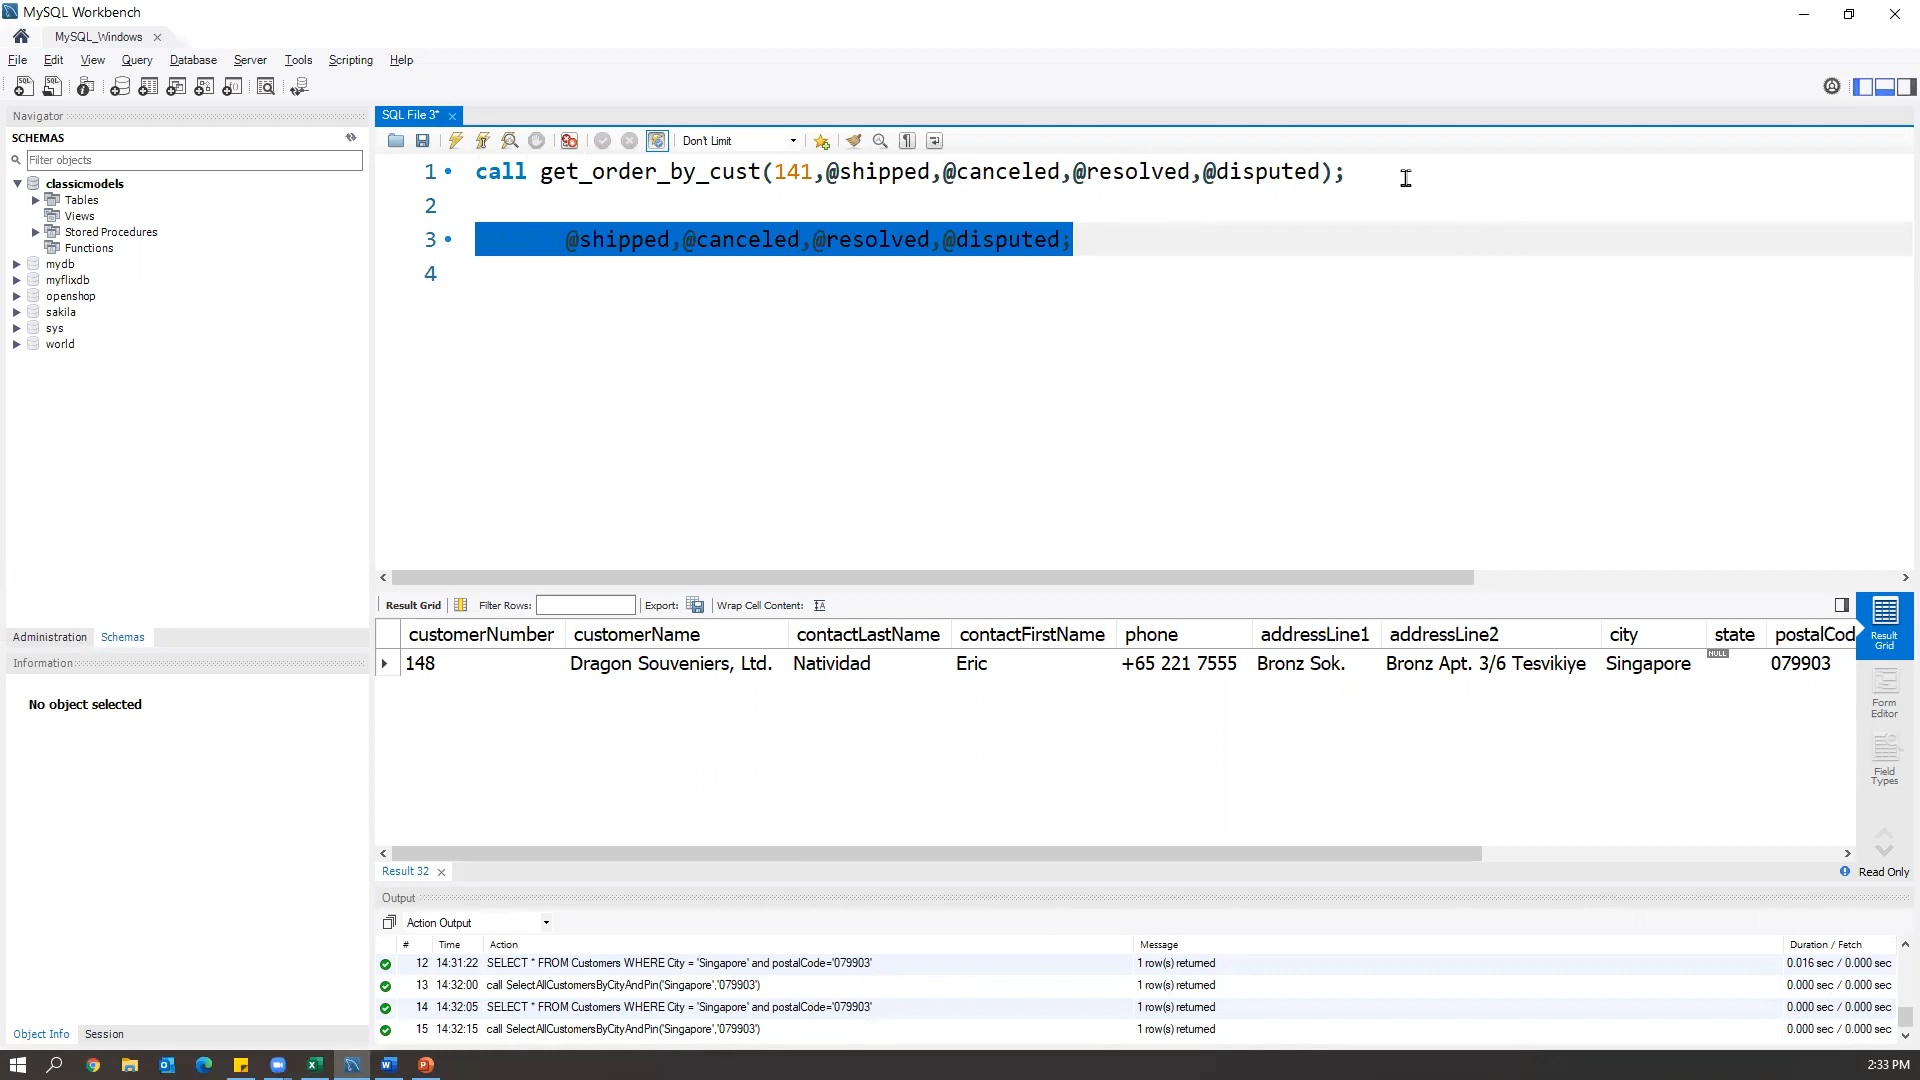 MySQL Workbench
MySQL_Windows
File Edit View Query Database Server Tools Scripting Help
Navigator
SCHEMAS
Filter objects
classicmodels
Tables
Views
Stored Procedures
Functions
mydb
myflixdb
openshop
sakila
sys
world
Administration Schemas
Information
No object selected
Object Info Session
SQL File 3*
Don't Limit
1 call get_order_by_cust(141,@shipped,@canceled,@resolved,@disputed);
2
3 @shipped,@canceled,@resolved,@disputed;
4
Result Grid Filter Rows: Export: Wrap Cell Content:
customerNumber customerName contactLastName contactFirstName phone addressLine1 addressLine2 city state postalCod
148 Dragon Souveniers, Ltd. Natividad Eric +65 221 7555 Bronz Sok. Bronz Apt. 3/6 Tesvikiye Singapore NULL 079903
Result Grid
Form Editor
Field Types
Result 32
Read Only
Output
Action Output
# Time Action Message Duration / Fetch
12 14:31:22 SELECT * FROM Customers WHERE City = 'Singapore' and postalCode='079903' 1 row(s) returned 0.016 sec / 0.000 sec
13 14:32:00 call SelectAllCustomersByCityAndPin('Singapore','079903') 1 row(s) returned 0.000 sec / 0.000 sec
14 14:32:05 SELECT * FROM Customers WHERE City = 'Singapore' and postalCode='079903' 1 row(s) returned 0.000 sec / 0.000 sec
15 14:32:15 call SelectAllCustomersByCityAndPin('Singapore','079903') 1 row(s) returned 0.000 sec / 0.000 sec
2:33 PM